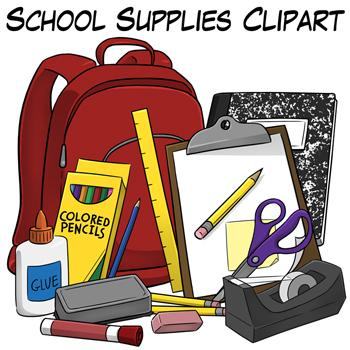 SCHOOL SUPPLIES CLIPART
COLORED
PENCILS
GLUE